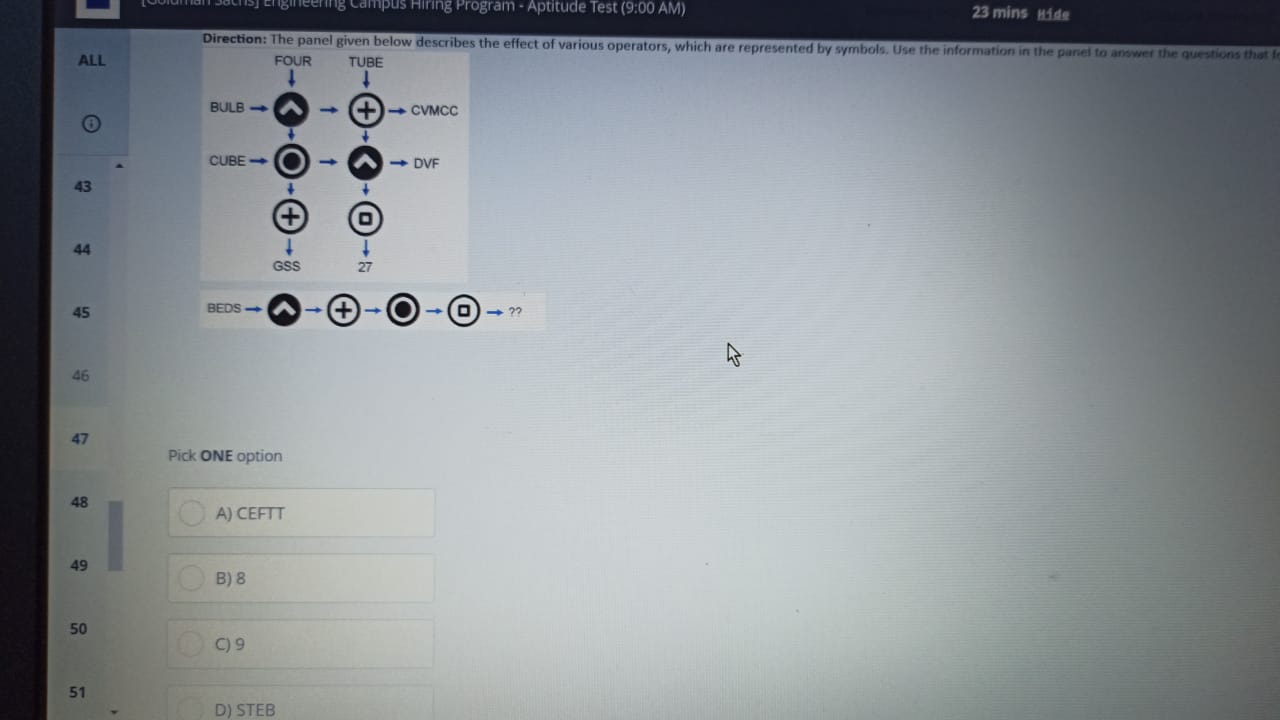 [Goldman Sachs] Engineering Campus Hiring Program - Aptitude Test (9:00 AM)
23 mins Hide
Direction: The panel given below describes the effect of various operators, which are represented by symbols. Use the information in the panel to answer the questions that
ALL
FOUR TUBE
BULB CVMCC
CUBE DVF
43
44
GSS 27
45
BEDS ??
46
47
Pick ONE option
48
A) CEFTT
49
B) 8
50
C) 9
51
D) STEB